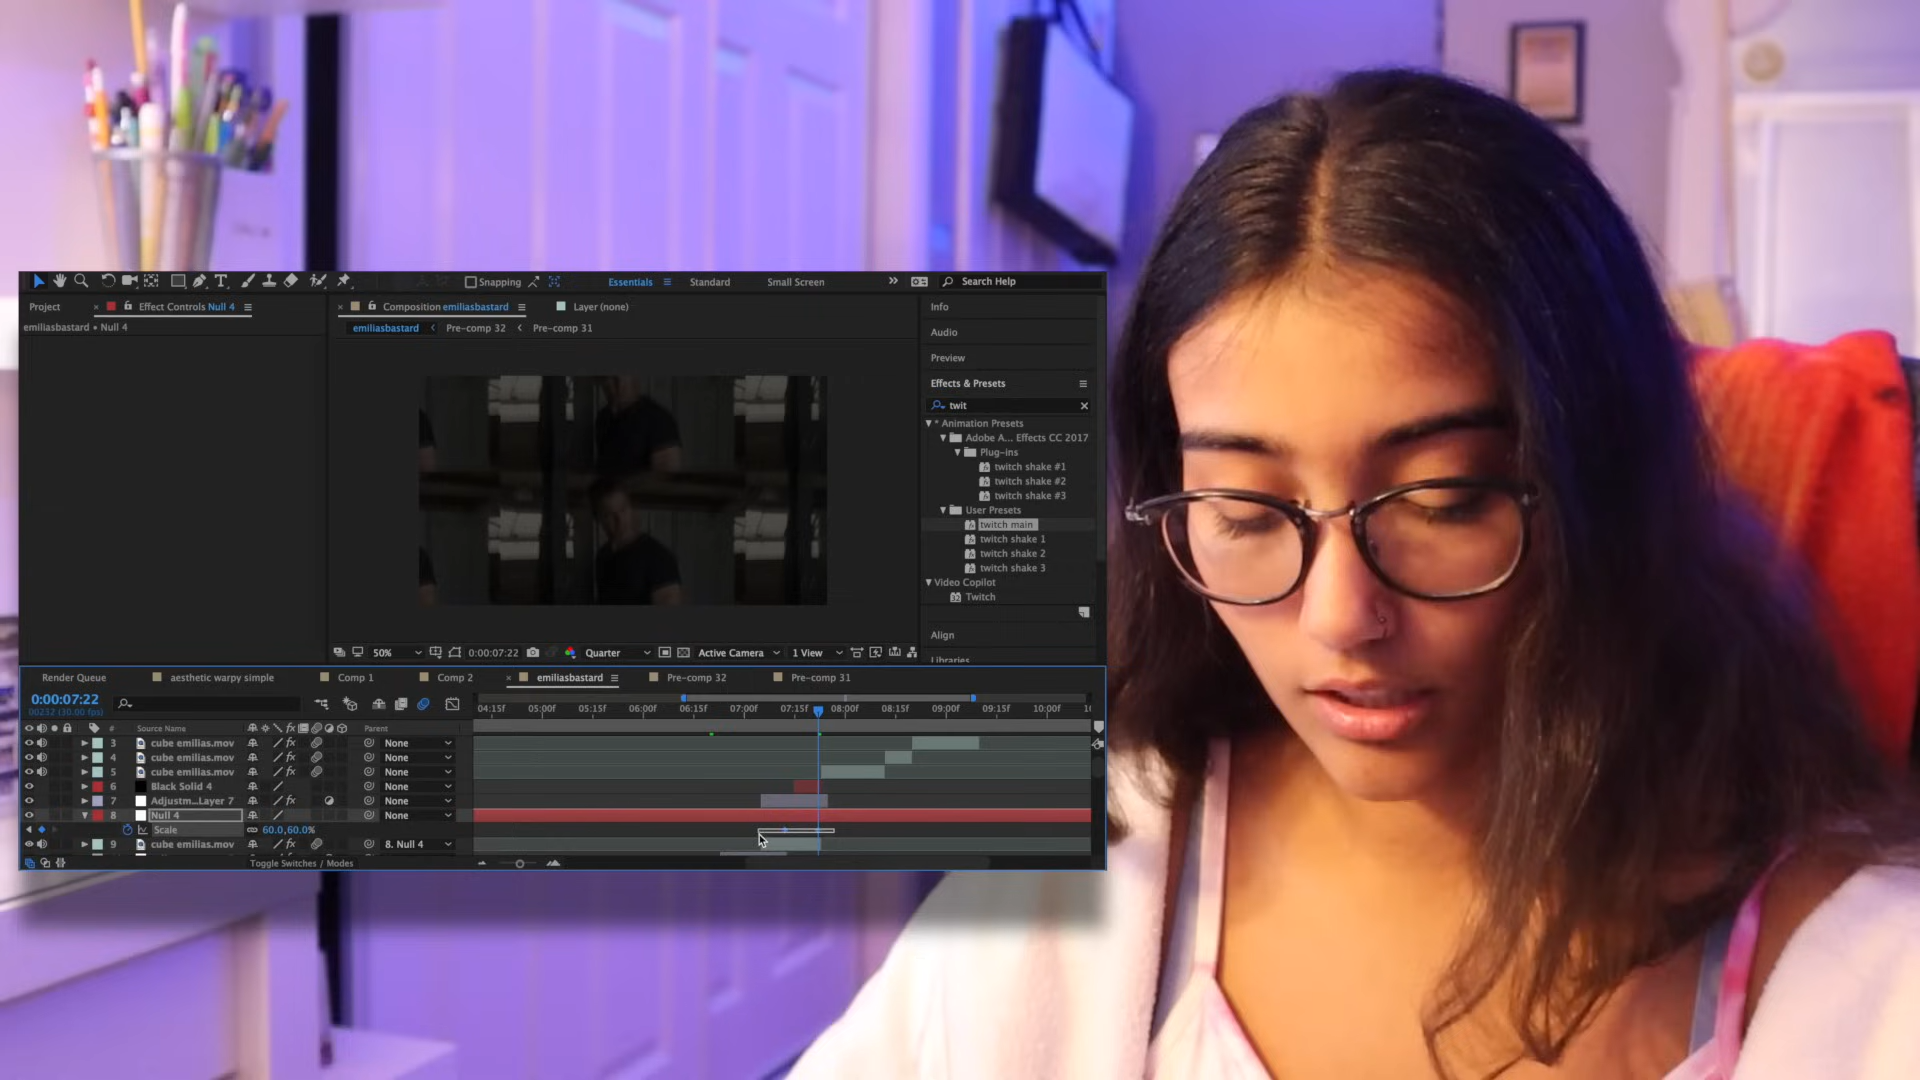 Snapping
Essentials
Standard
Small Screen
Search Help
Project
Effect Controls Null 4
Composition emiliasbastard
Layer (none)
Info
emiliasbastard • Null 4
emiliasbastard
Pre-comp 32
Pre-comp 31
Audio
Preview
Effects & Presets
twit
* Animation Presets
Adobe A... Effects CC 2017
Plug-ins
twitch shake #1
twitch shake #2
twitch shake #3
User Presets
twitch main
twitch shake 1
twitch shake 2
twitch shake 3
Video Copilot
Twitch
Align
Libraries
50%
0:00:07:22
Quarter
Active Camera
1 View
Render Queue
aesthetic warpy simple
Comp 1
Comp 2
emiliasbastard
Pre-comp 32
Pre-comp 31
0:00:07:22
00232 (30.00 fps)
04:15f
05:00f
05:15f
06:00f
06:15f
07:00f
07:15f
08:00f
08:15f
09:00f
09:15f
10:00f
#
Source Name
Parent
3 cube emilias.mov None
4 cube emilias.mov None
5 cube emilias.mov None
6 Black Solid 4 None
7 Adjustm...Layer 7 None
8 Null 4 None
Scale 60.0,60.0%
9 cube emilias.mov 8. Null 4
Toggle Switches / Modes